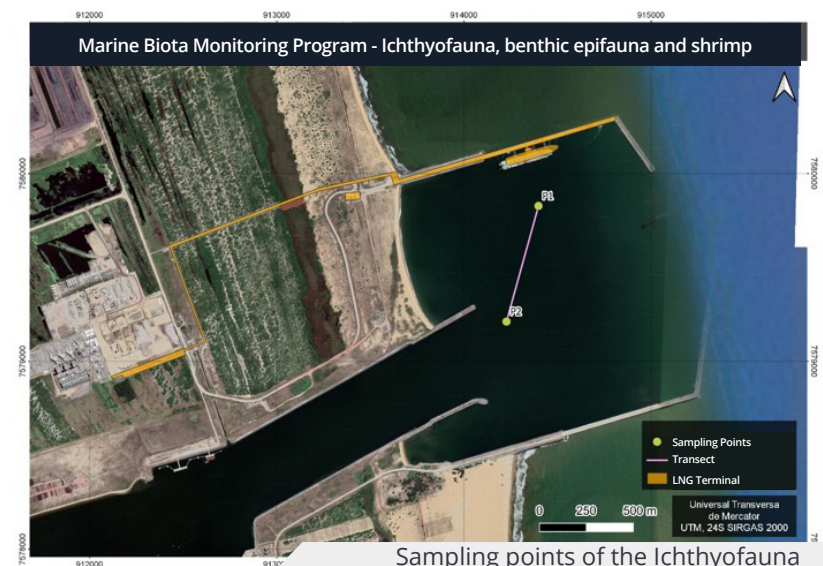 912000 913000 914000 915000
Marine Biota Monitoring Program - Ichthyofauna, benthic epifauna and shrimp
7580000 7580000
P1
P2
7579000 7579000
Sampling Points
Transect
LNG Terminal
0 250 500 m
Universal Transversa
de Mercator
UTM, 24S SIRGAS 2000
7578000
912000
Sampling points of the Ichthyofauna